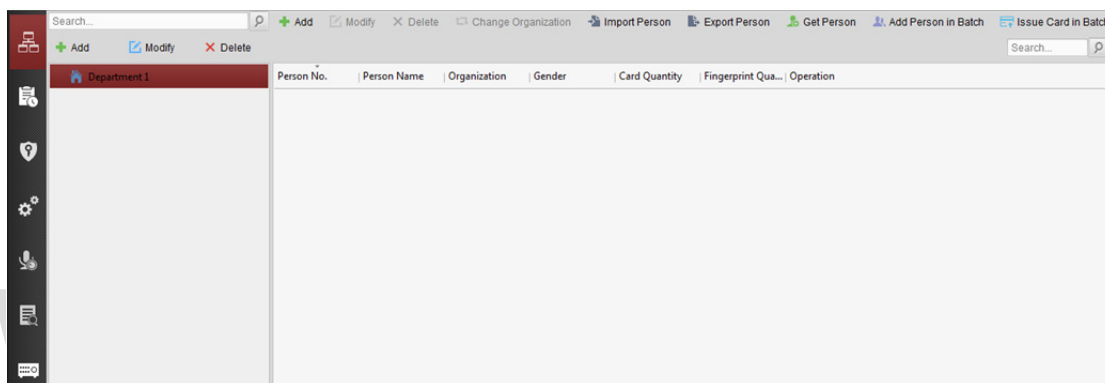 Search... Add Modify Delete Change Organization Import Person Export Person Get Person Add Person in Batch Issue Card in Batc
Add Modify Delete Search...
Department 1 Person No. Person Name Organization Gender Card Quantity Fingerprint Qua... Operation